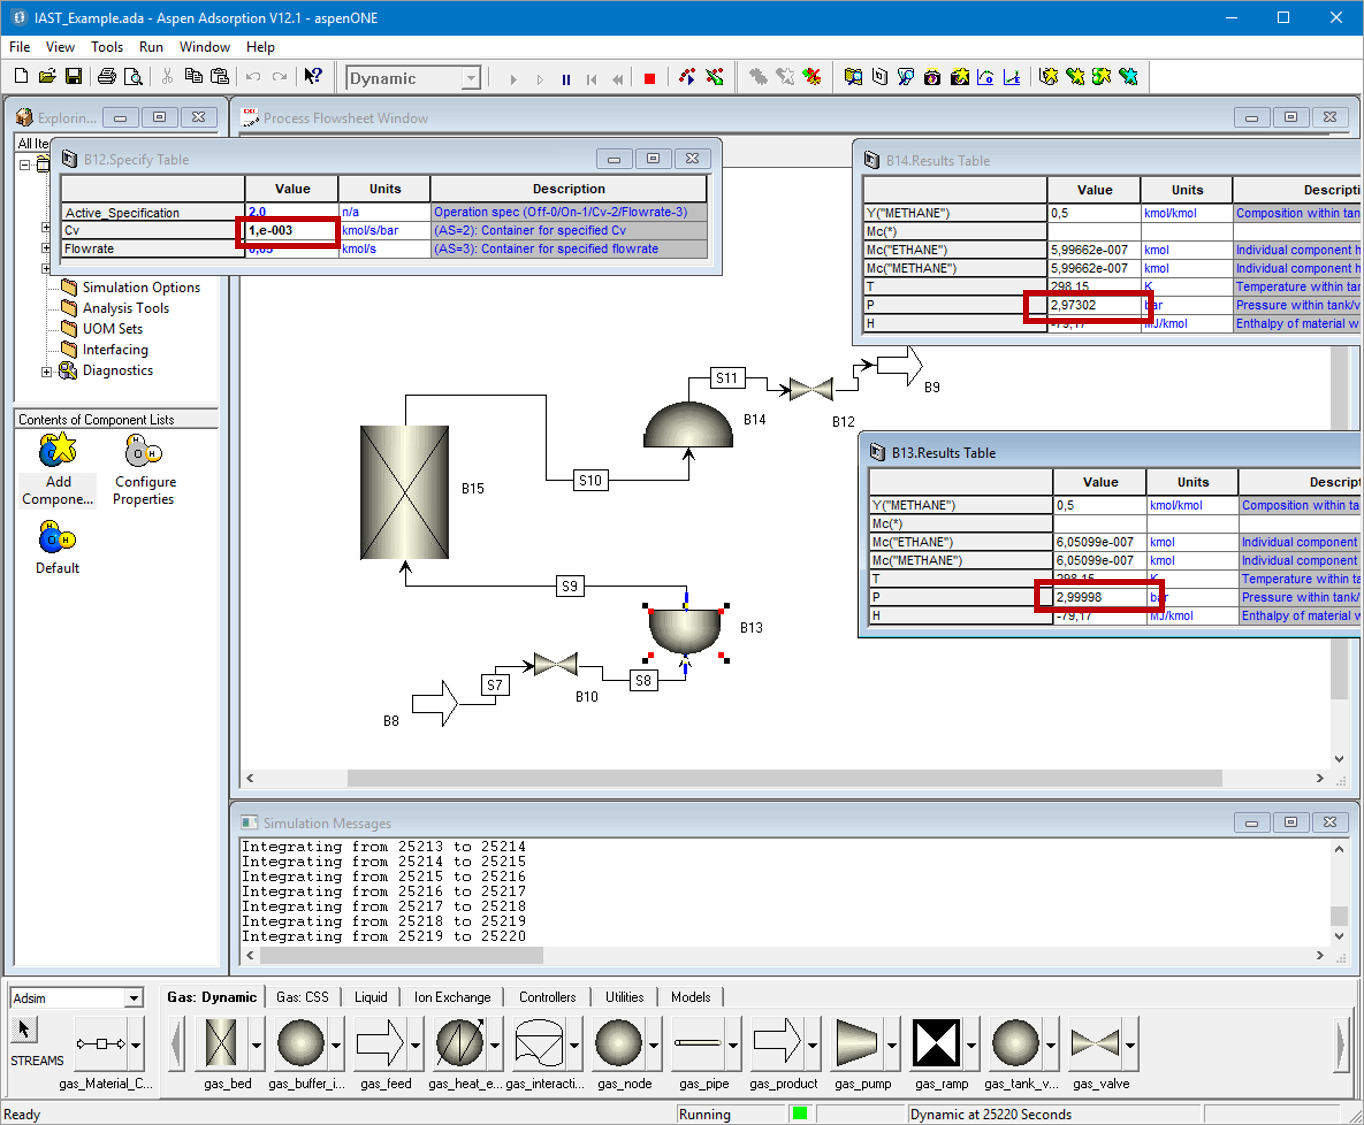 IAST_Example.ada - Aspen Adsorption V12.1 - aspenONE
File View Tools Run Window Help
Dynamic
Explorin...
Process Flowsheet Window
All Ite
B12.Specify Table
Value Units Description
Active_Specification 2,0 n/a Operation spec (Off-0/On-1/Cv-2/Flowrate-3)
Cv 1,e-003 kmol/s/bar (AS=2): Container for specified Cv
Flowrate kmol/s (AS=3): Container for specified flowrate
B14.Results Table
Value Units Descripti
Y("METHANE") 0,5 kmol/kmol Composition within tan
Mc(*)
Mc("ETHANE") 5,99662e-007 kmol Individual component h
Mc("METHANE") 5,99662e-007 kmol Individual component h
T 298,15 K Temperature within tan
P 2,97302 bar Pressure within tank/v
H -79,17 MJ/kmol Enthalpy of material w
Simulation Options
Analysis Tools
UOM Sets
Interfacing
Diagnostics
Contents of Component Lists
Add Compone...
Configure Properties
Default
S11
B14
B12
B9
B15
S10
S9
B13
S8
B10
S7
B8
B13.Results Table
Value Units Descript
Y("METHANE") 0,5 kmol/kmol Composition within ta
Mc(*)
Mc("ETHANE") 6,05099e-007 kmol Individual component
Mc("METHANE") 6,05099e-007 kmol Individual component
T 298,15 K Temperature within ta
P 2,99998 bar Pressure within tank/
H -79,17 MJ/kmol Enthalpy of material w
Simulation Messages
Integrating from 25213 to 25214
Integrating from 25214 to 25215
Integrating from 25215 to 25216
Integrating from 25216 to 25217
Integrating from 25217 to 25218
Integrating from 25218 to 25219
Integrating from 25219 to 25220
Adsim
Gas: Dynamic Gas: CSS Liquid Ion Exchange Controllers Utilities Models
STREAMS
gas_Material_C... gas_bed gas_buffer_i... gas_feed gas_heat_e... gas_interacti... gas_node gas_pipe gas_product gas_pump gas_ramp gas_tank_v... gas_valve
Ready Running Dynamic at 25220 Seconds